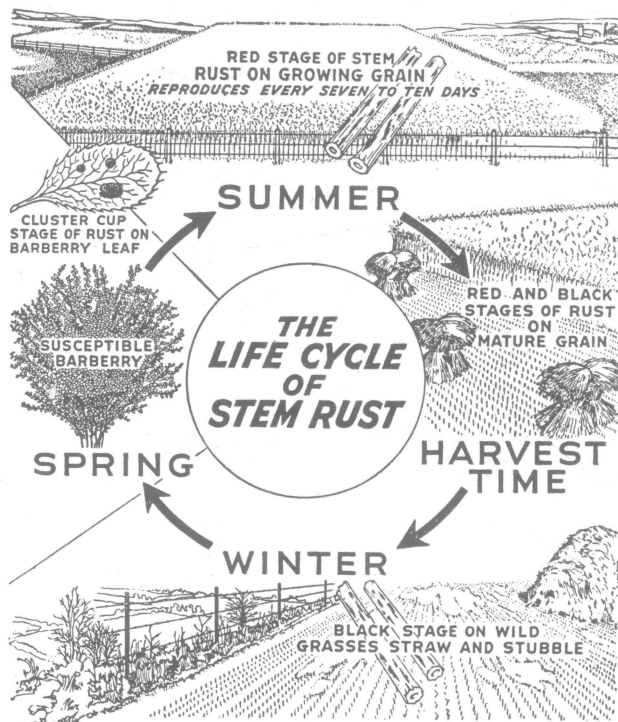 RED STAGE OF STEM
RUST ON GROWING GRAIN
REPRODUCES EVERY SEVEN TO TEN DAYS
SUMMER
CLUSTER CUP
STAGE OF RUST ON
BARBERRY LEAF
RED AND BLACK
STAGES OF RUST
ON
MATURE GRAIN
THE
LIFE CYCLE
OF
STEM RUST
SUSCEPTIBLE
BARBERRY
SPRING
HARVEST
TIME
WINTER
BLACK STAGE ON WILD
GRASSES STRAW AND STUBBLE